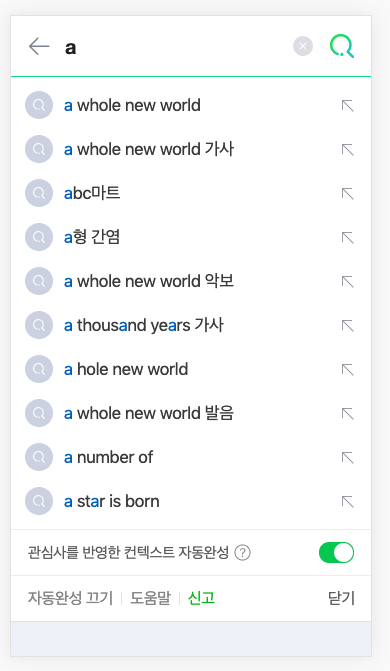 a
a whole new world
a whole new world 가사
abc마트
a형 간염
a whole new world 악보
a thousand years 가사
a hole new world
a whole new world 발음
a number of
a star is born
관심사를 반영한 컨텍스트 자동완성 ?
자동완성 끄기 도움말 신고 닫기